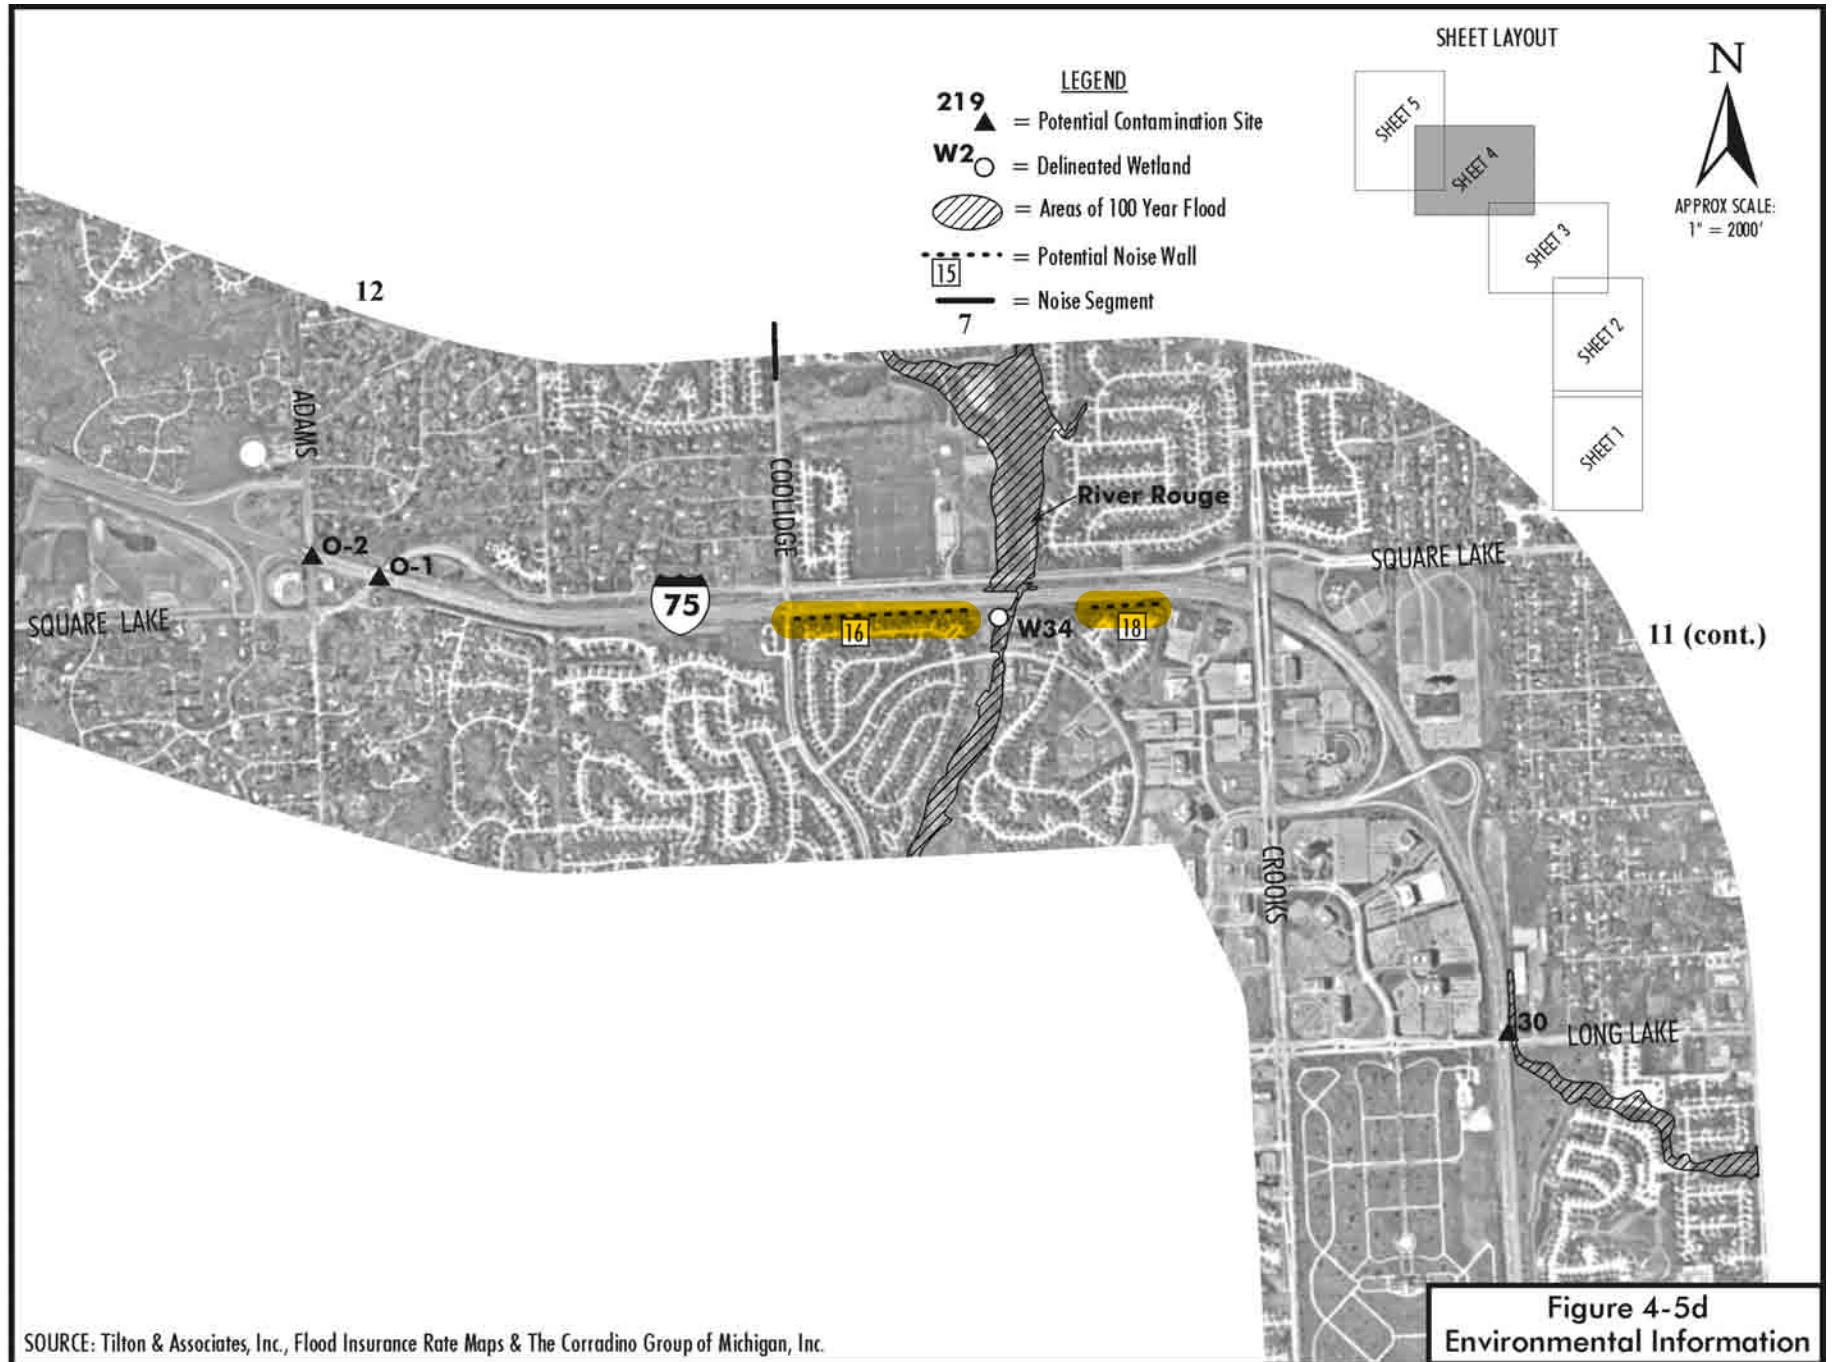 SHEET LAYOUT
N
LEGEND
219
= Potential Contamination Site
W2
= Delineated Wetland
= Areas of 100 Year Flood
= Potential Noise Wall
15
= Noise Segment
7
SHEET 5
SHEET 4
SHEET 3
SHEET 2
SHEET 1
APPROX SCALE:
1" = 2000'
12
ADAMS
COOLIDGE
River Rouge
O-2
O-1
75
SQUARE LAKE
SQUARE LAKE
16
W34
18
11 (cont.)
CROOKS
30
LONG LAKE
Figure 4-5d
Environmental Information
SOURCE: Tilton & Associates, Inc., Flood Insurance Rate Maps & The Corradino Group of Michigan, Inc.